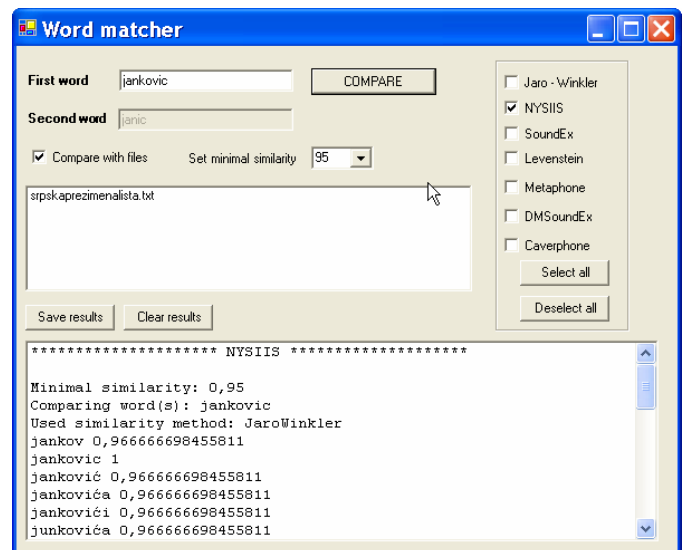 Word matcher
First word jankovic COMPARE
Second word janic
Compare with files Set minimal similarity 95
srpskaprezimenalista.txt
Jaro - Winkler
NYSIIS
SoundEx
Levenstein
Metaphone
DMSoundEx
Caverphone
Select all
Deselect all
Save results Clear results
********************* NYSIIS ********************
Minimal similarity: 0,95
Comparing word(s): jankovic
Used similarity method: JaroWinkler
jankov 0,966666698455811
jankovic 1
janković 0,966666698455811
jankovića 0,966666698455811
jankovići 0,966666698455811
junkovića 0,966666698455811